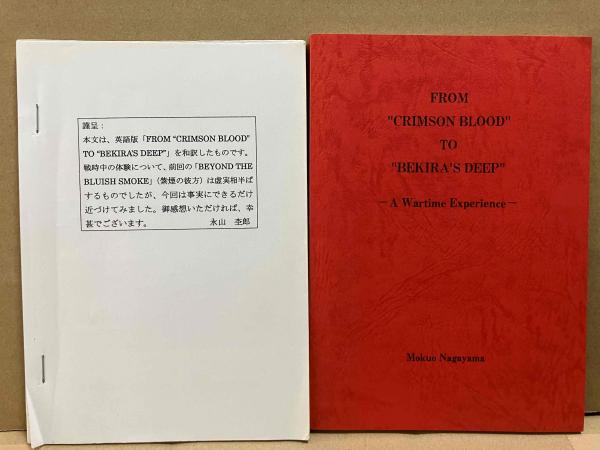 謹呈：
本文は、英語版「FROM “CRIMSON BLOOD”
TO “BEKIRA'S DEEP”」を和訳したものです。
戦時中の体験について、前回の「BEYOND THE
BLUISH SMOKE」（紫煙の彼方）は虚実相半ば
するものでしたが、今回は事実にできるだけ
近づけてみました。御感想いただければ、幸
甚でございます。　　　永山　杢郎
FROM
"CRIMSON BLOOD"
TO
"BEKIRA'S DEEP"
—A Wartime Experience—
Mokuo Nagayama